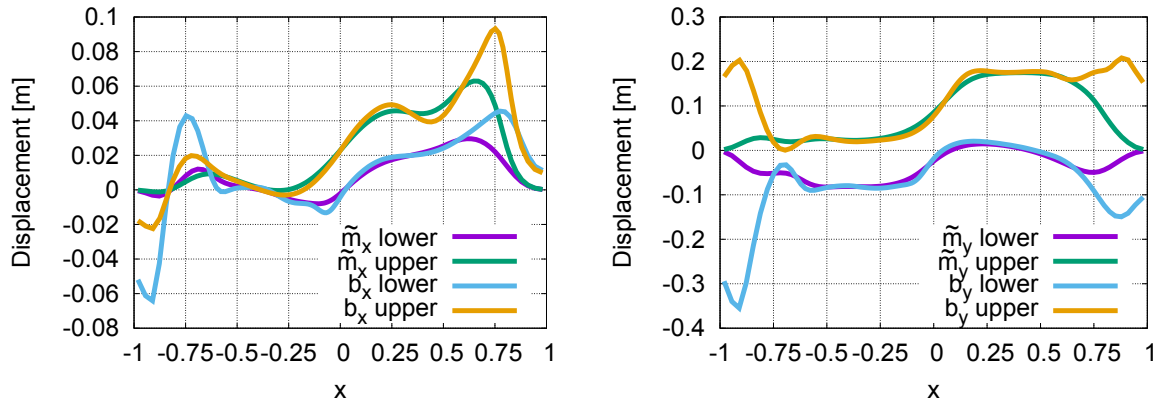 Displacement [m]
0.1
0.08
0.06
0.04
0.02
0
-0.02
-0.04
-0.06
-0.08
m̃x lower
m̃x upper
bx lower
bx upper
-1 -0.75 -0.5 -0.25 0 0.25 0.5 0.75 1
x
Displacement [m]
0.3
0.2
0.1
0
-0.1
-0.2
-0.3
-0.4
m̃y lower
m̃y upper
by lower
by upper
-1 -0.75 -0.5 -0.25 0 0.25 0.5 0.75 1
x